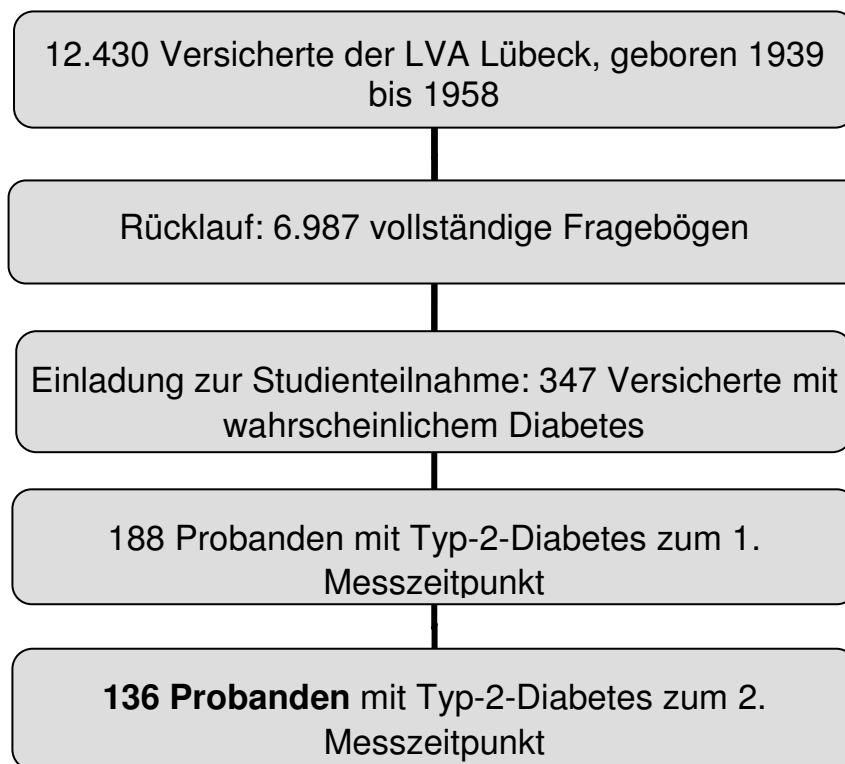 12.430 Versicherte der LVA Lübeck, geboren 1939
bis 1958
Rücklauf: 6.987 vollständige Fragebögen
Einladung zur Studienteilnahme: 347 Versicherte mit
wahrscheinlichem Diabetes
188 Probanden mit Typ-2-Diabetes zum 1.
Messzeitpunkt
136 Probanden mit Typ-2-Diabetes zum 2.
Messzeitpunkt